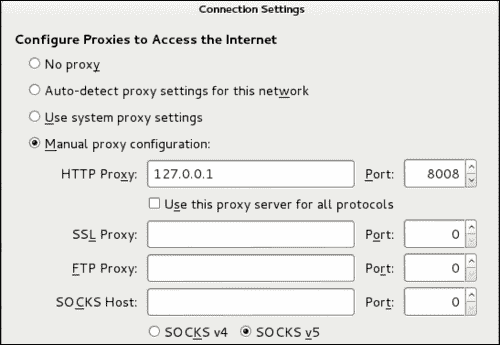 Connection Settings
Configure Proxies to Access the Internet
No proxy
Auto-detect proxy settings for this network
Use system proxy settings
Manual proxy configuration:
HTTP Proxy: 127.0.0.1 Port: 8008
Use this proxy server for all protocols
SSL Proxy: Port: 0
FTP Proxy: Port: 0
SOCKS Host: Port: 0
SOCKS v4 SOCKS v5